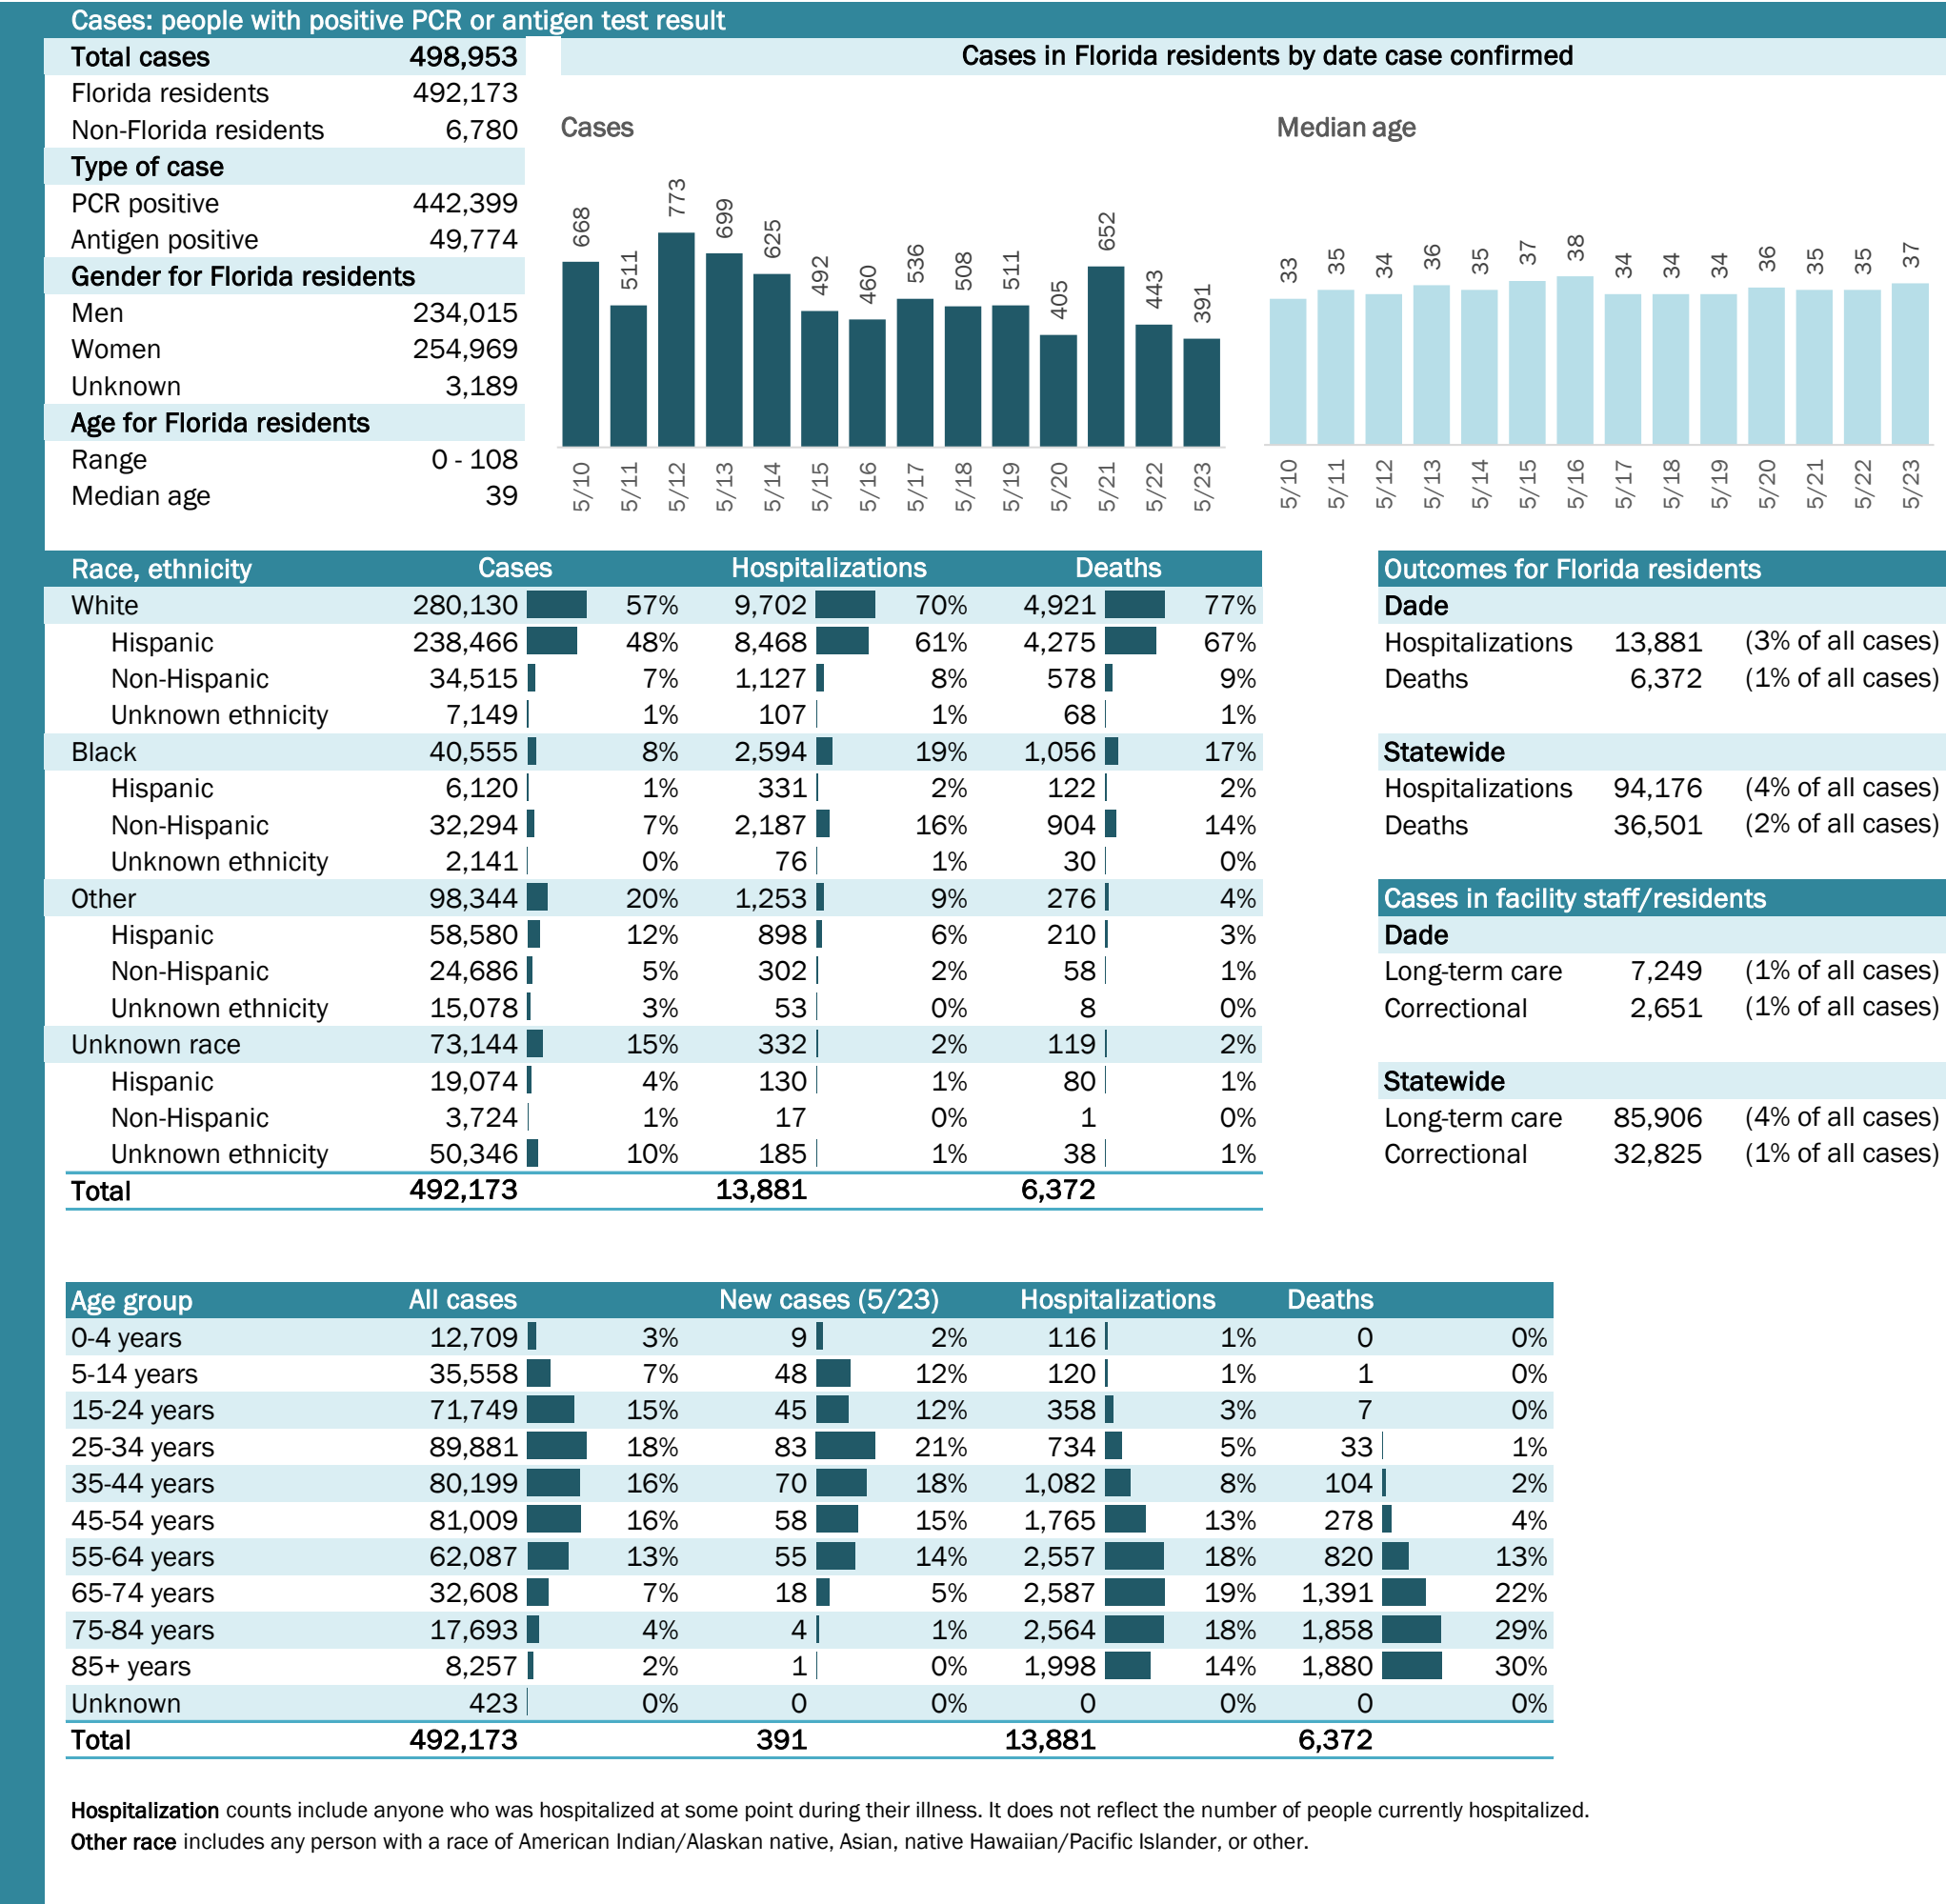 Cases: people with positive PCR or antigen test result
Total cases 498,953
Florida residents 492,173
Non-Florida residents 6,780
Type of case
PCR positive 442,399
Antigen positive 49,774
Gender for Florida residents
Men 234,015
Women 254,969
Unknown 3,189
Age for Florida residents
Range 0 - 108
Median age 39
Cases in Florida residents by date case confirmed
Cases
668 511 773 699 625 492 460 536 508 511 405 652 443 391
5/10 5/11 5/12 5/13 5/14 5/15 5/16 5/17 5/18 5/19 5/20 5/21 5/22 5/23
Median age
33 35 34 36 35 37 38 34 34 34 36 35 35 37
5/10 5/11 5/12 5/13 5/14 5/15 5/16 5/17 5/18 5/19 5/20 5/21 5/22 5/23
Race, ethnicity Cases Hospitalizations Deaths
White 280,130 57% 9,702 70% 4,921 77%
Hispanic 238,466 48% 8,468 61% 4,275 67%
Non-Hispanic 34,515 7% 1,127 8% 578 9%
Unknown ethnicity 7,149 1% 107 1% 68 1%
Black 40,555 8% 2,594 19% 1,056 17%
Hispanic 6,120 1% 331 2% 122 2%
Non-Hispanic 32,294 7% 2,187 16% 904 14%
Unknown ethnicity 2,141 0% 76 1% 30 0%
Other 98,344 20% 1,253 9% 276 4%
Hispanic 58,580 12% 898 6% 210 3%
Non-Hispanic 24,686 5% 302 2% 58 1%
Unknown ethnicity 15,078 3% 53 0% 8 0%
Unknown race 73,144 15% 332 2% 119 2%
Hispanic 19,074 4% 130 1% 80 1%
Non-Hispanic 3,724 1% 17 0% 1 0%
Unknown ethnicity 50,346 10% 185 1% 38 1%
Total 492,173 13,881 6,372
Outcomes for Florida residents
Dade
Hospitalizations 13,881 (3% of all cases)
Deaths 6,372 (1% of all cases)
Statewide
Hospitalizations 94,176 (4% of all cases)
Deaths 36,501 (2% of all cases)
Cases in facility staff/residents
Dade
Long-term care 7,249 (1% of all cases)
Correctional 2,651 (1% of all cases)
Statewide
Long-term care 85,906 (4% of all cases)
Correctional 32,825 (1% of all cases)
Age group All cases New cases (5/23) Hospitalizations Deaths
0-4 years 12,709 3% 9 2% 116 1% 0 0%
5-14 years 35,558 7% 48 12% 120 1% 1 0%
15-24 years 71,749 15% 45 12% 358 3% 7 0%
25-34 years 89,881 18% 83 21% 734 5% 33 1%
35-44 years 80,199 16% 70 18% 1,082 8% 104 2%
45-54 years 81,009 16% 58 15% 1,765 13% 278 4%
55-64 years 62,087 13% 55 14% 2,557 18% 820 13%
65-74 years 32,608 7% 18 5% 2,587 19% 1,391 22%
75-84 years 17,693 4% 4 1% 2,564 18% 1,858 29%
85+ years 8,257 2% 1 0% 1,998 14% 1,880 30%
Unknown 423 0% 0 0% 0 0% 0 0%
Total 492,173 391 13,881 6,372
Hospitalization counts include anyone who was hospitalized at some point during their illness. It does not reflect the number of people currently hospitalized.
Other race includes any person with a race of American Indian/Alaskan native, Asian, native Hawaiian/Pacific Islander, or other.